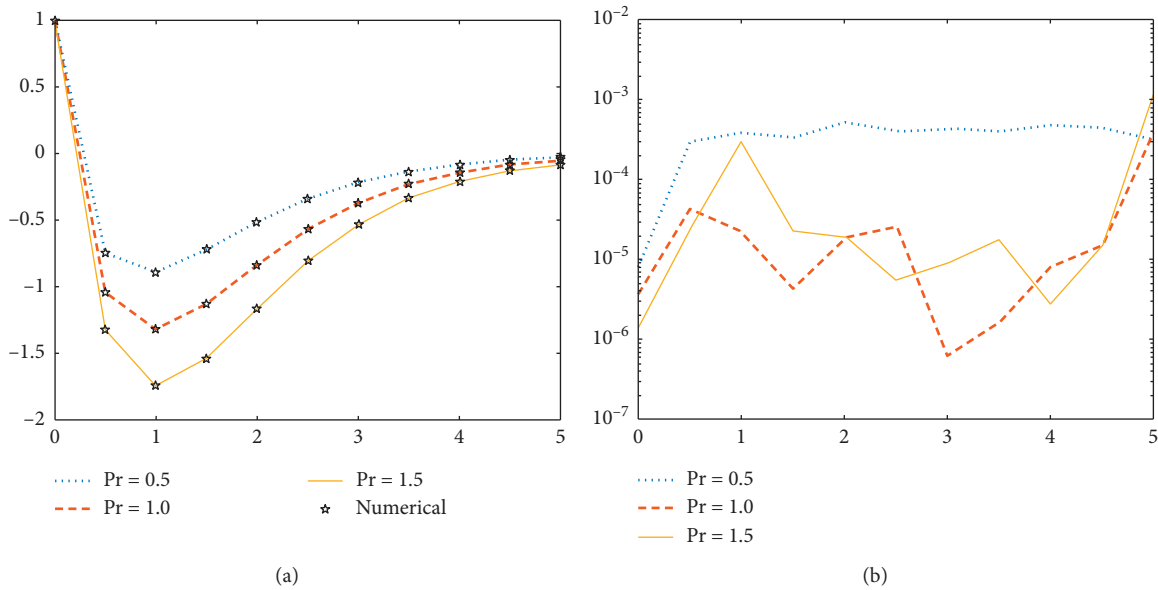 1
0.5
0
−0.5
−1
−1.5
−2
0 1 2 3 4 5
Pr = 0.5
Pr = 1.0
Pr = 1.5
Numerical
(a)
10−2
10−3
10−4
10−5
10−6
10−7
0 1 2 3 4 5
Pr = 0.5
Pr = 1.0
Pr = 1.5
(b)